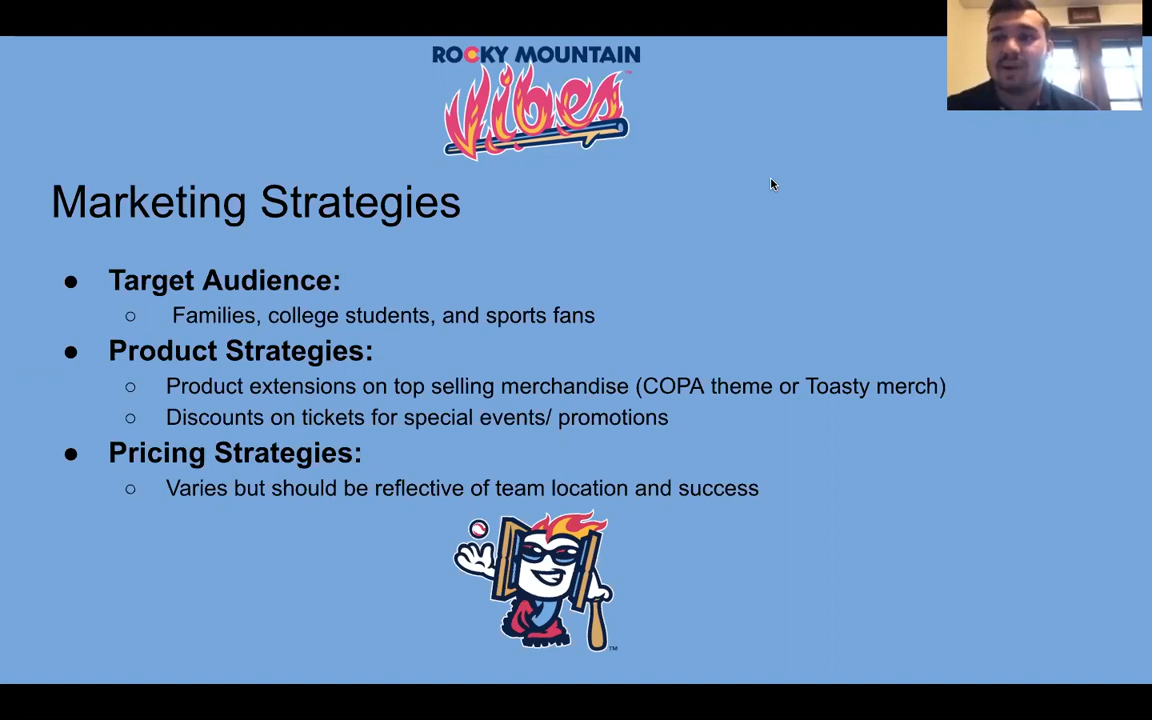 ROCKY MOUNTAIN
Vibes
™
Marketing Strategies
● Target Audience:
○ Families, college students, and sports fans
● Product Strategies:
○ Product extensions on top selling merchandise (COPA theme or Toasty merch)
○ Discounts on tickets for special events/ promotions
● Pricing Strategies:
○ Varies but should be reflective of team location and success
™